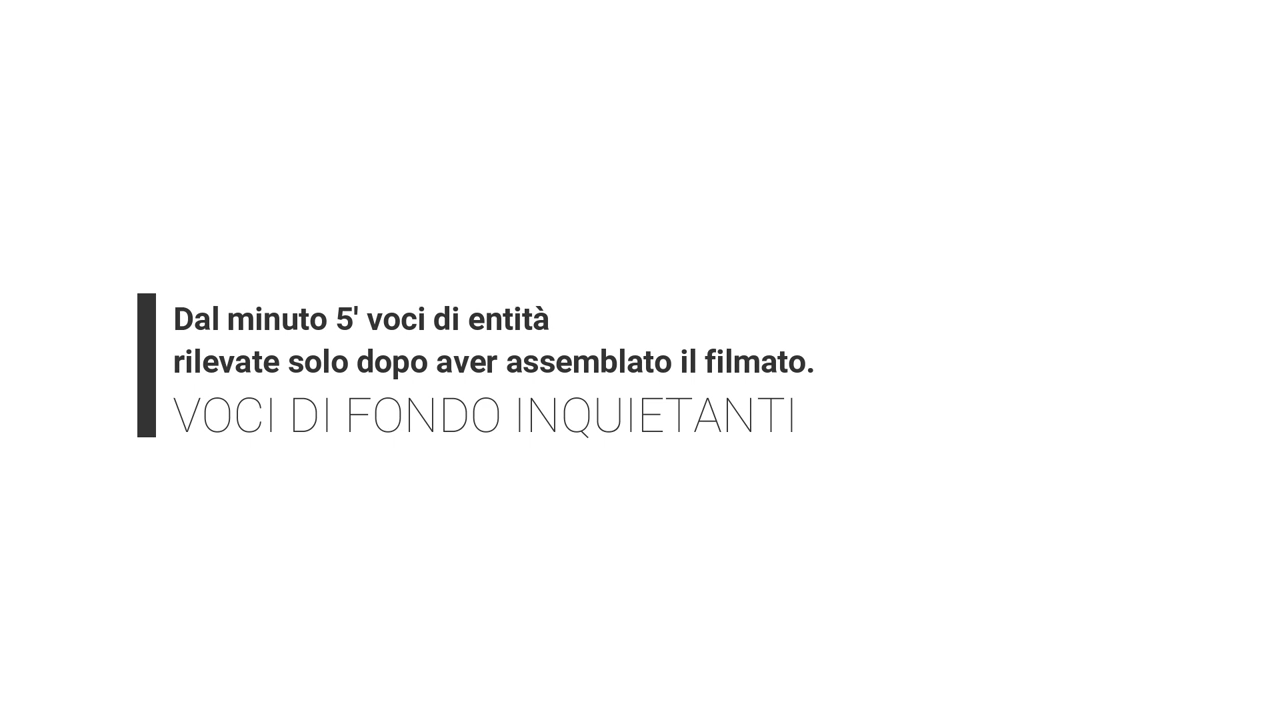 Dal minuto 5' voci di entità
rilevate solo dopo aver assemblato il filmato.
VOCI DI FONDO INQUIETANTI